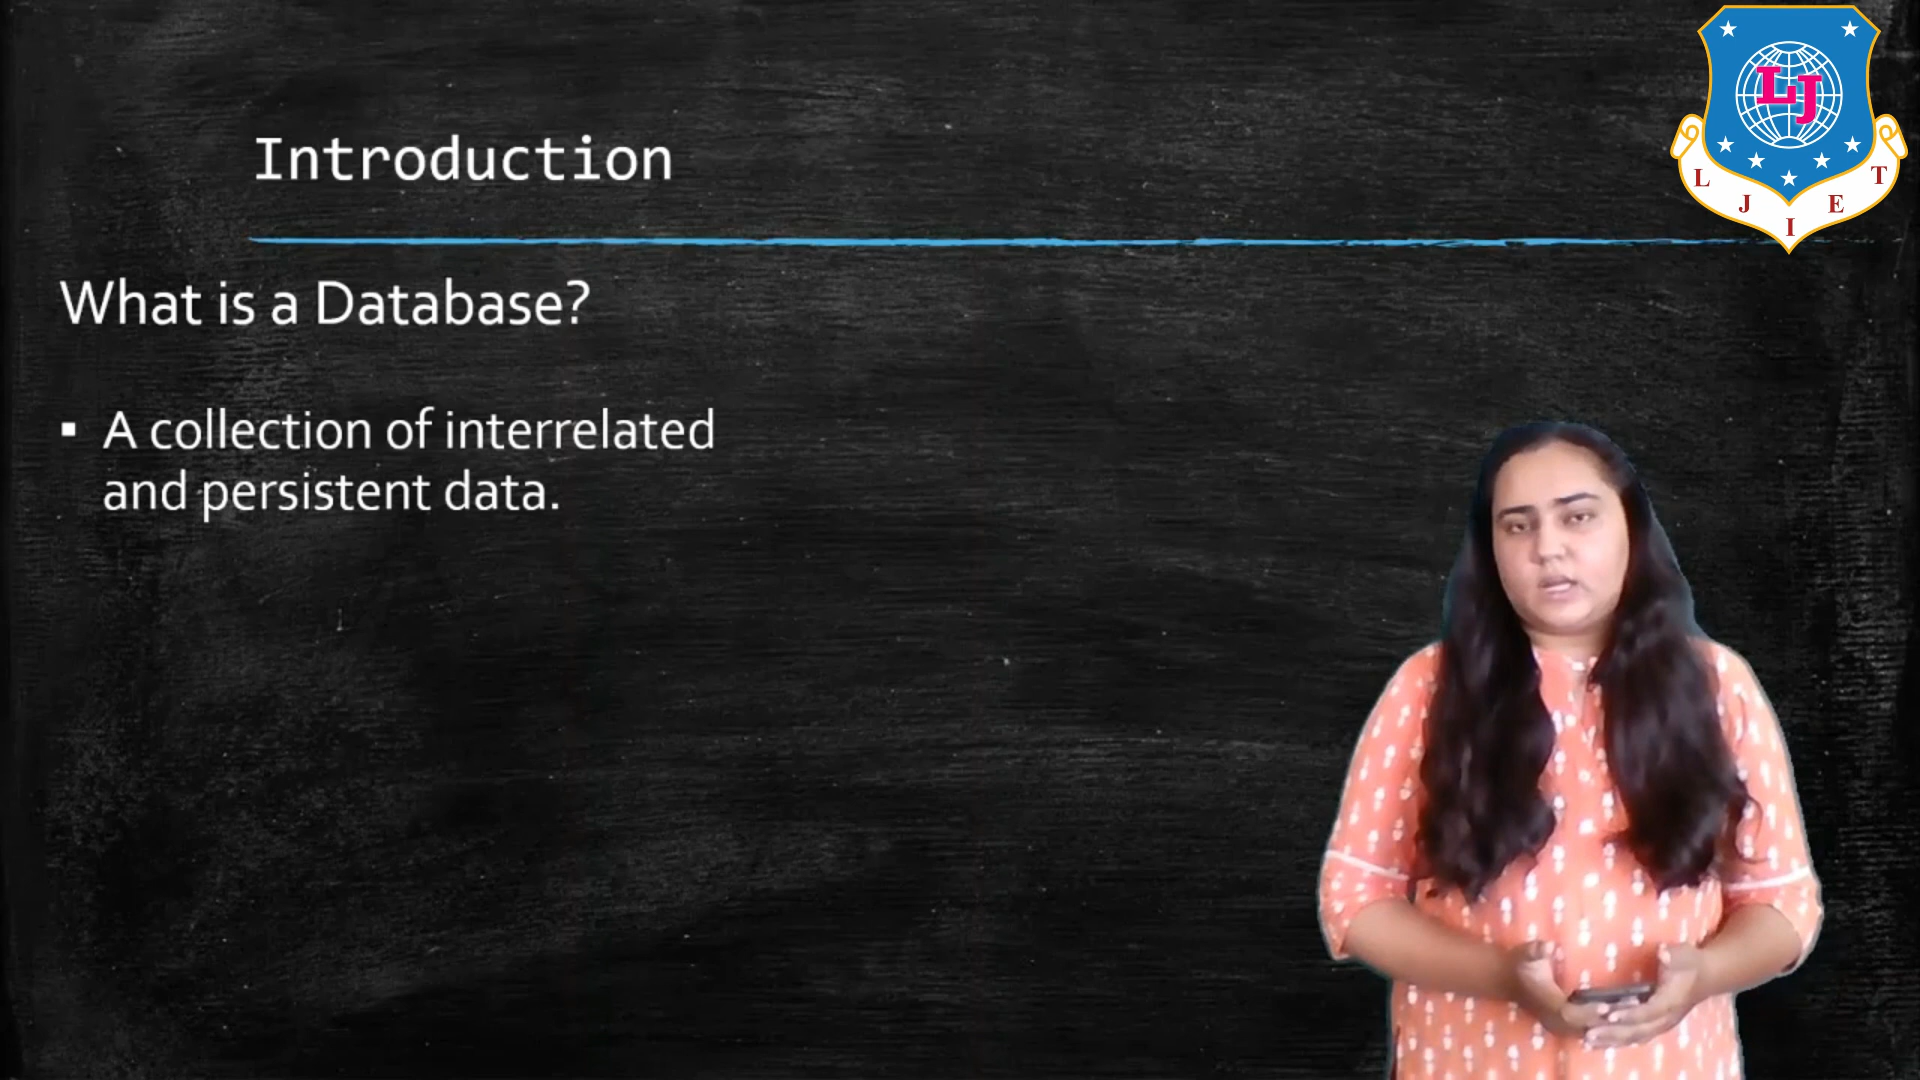 Introduction
What is a Database?
▪ A collection of interrelated
and persistent data.
LJ
L J I E T